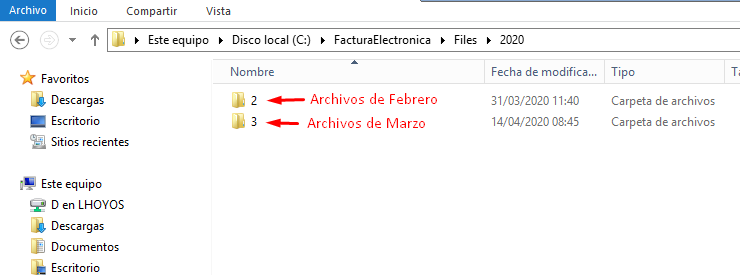 Archivo Inicio Compartir Vista
Este equipo Disco local (C:) FacturaElectronica Files 2020
Nombre Fecha de modifica... Tipo Ta
Favoritos
Descargas
Escritorio
Sitios recientes
2 Archivos de Febrero 31/03/2020 11:40 Carpeta de archivos
3 Archivos de Marzo 14/04/2020 08:45 Carpeta de archivos
Este equipo
D en LHOYOS
Descargas
Documentos
Escritorio